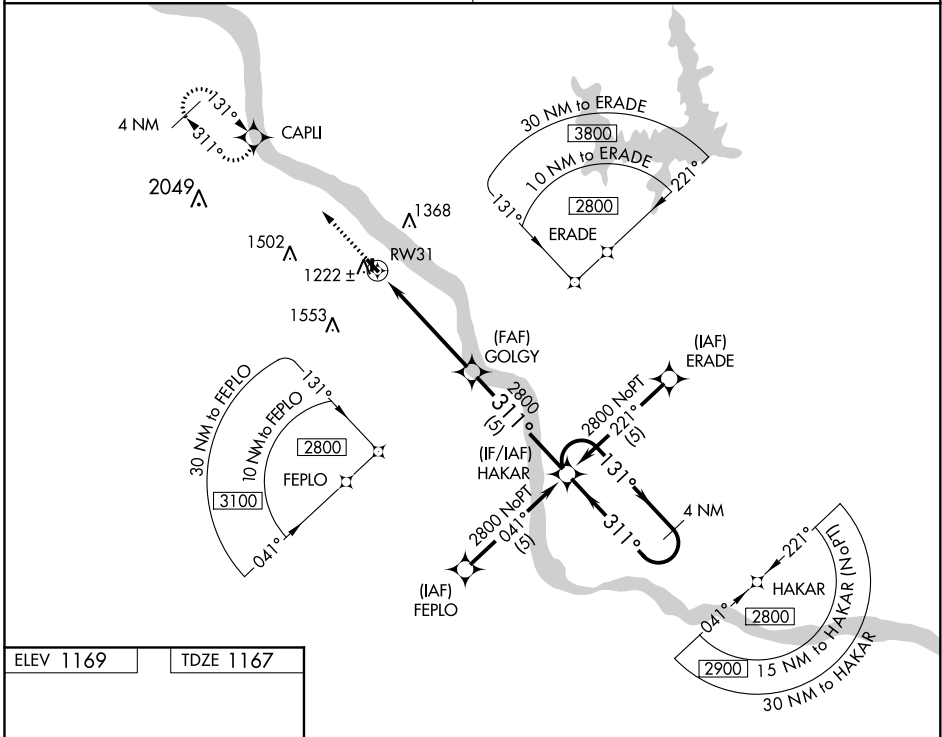 131°
4 NM
311°
CAPLI
2049
1368
1502
RW31
1222 ±
1553
30 NM to ERADE
3800
10 NM to ERADE
131°
2800
221°
ERADE
(FAF)
GOLGY
2800
311°
(5)
(IAF)
ERADE
2800 NoPT
221°
(5)
(IF/IAF)
HAKAR
131°
311°
4 NM
2800 NoPT
041°
(5)
(IAF)
FEPLO
30 NM to FEPLO
10 NM to FEPLO
131°
2800
FEPLO
3100
041°
221°
HAKAR
041°
2800
2900
15 NM to HAKAR (NoPT)
30 NM to HAKAR
ELEV 1169
TDZE 1167